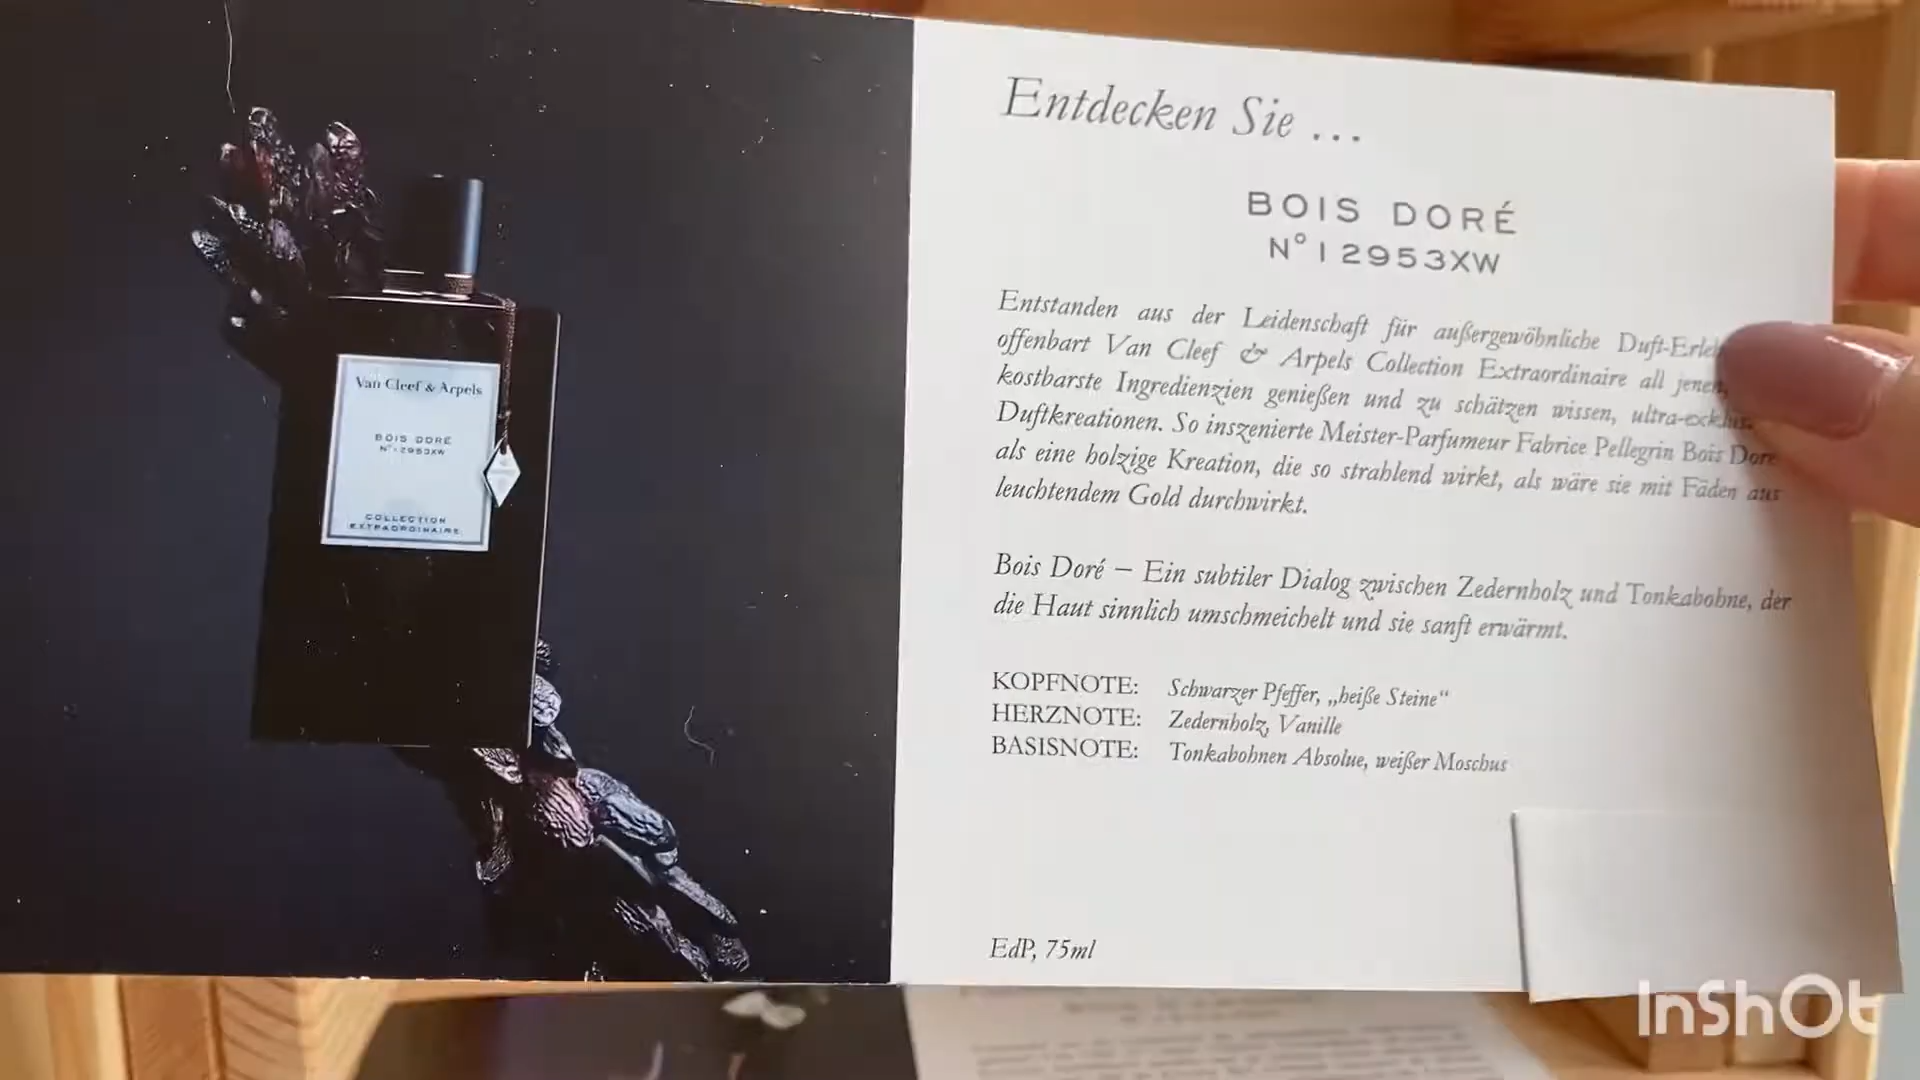 Van Cleef & Arpels
BOIS DORÉ
N° 12953XW
COLLECTION
EXTRAORDINAIRE
Entdecken Sie ...
BOIS DORÉ
N° 12953XW
Entstanden aus der Leidenschaft für außergewöhnliche
offenbart Van Cleef & Arpels Collection Extraordinaire all
kostbarste Ingredienzien genießen und zu schätzen wissen,
Duftkreationen. So inszenierte Meister-Parfumeur Fabrice Pellegrin Bois Doré
als eine holzige Kreation, die so strahlend wirkt, als wäre sie mit Fäden aus
leuchtendem Gold durchwirkt.
Bois Doré – Ein subtiler Dialog zwischen Zedernholz und Tonkabohne, der
die Haut sinnlich umschmeichelt und sie sanft erwärmt.
KOPFNOTE: Schwarzer Pfeffer, „heiße Steine“
HERZNOTE: Zedernholz, Vanille
BASISNOTE: Tonkabohnen Absolue, weißer Moschus
EdP, 75ml
InShOt